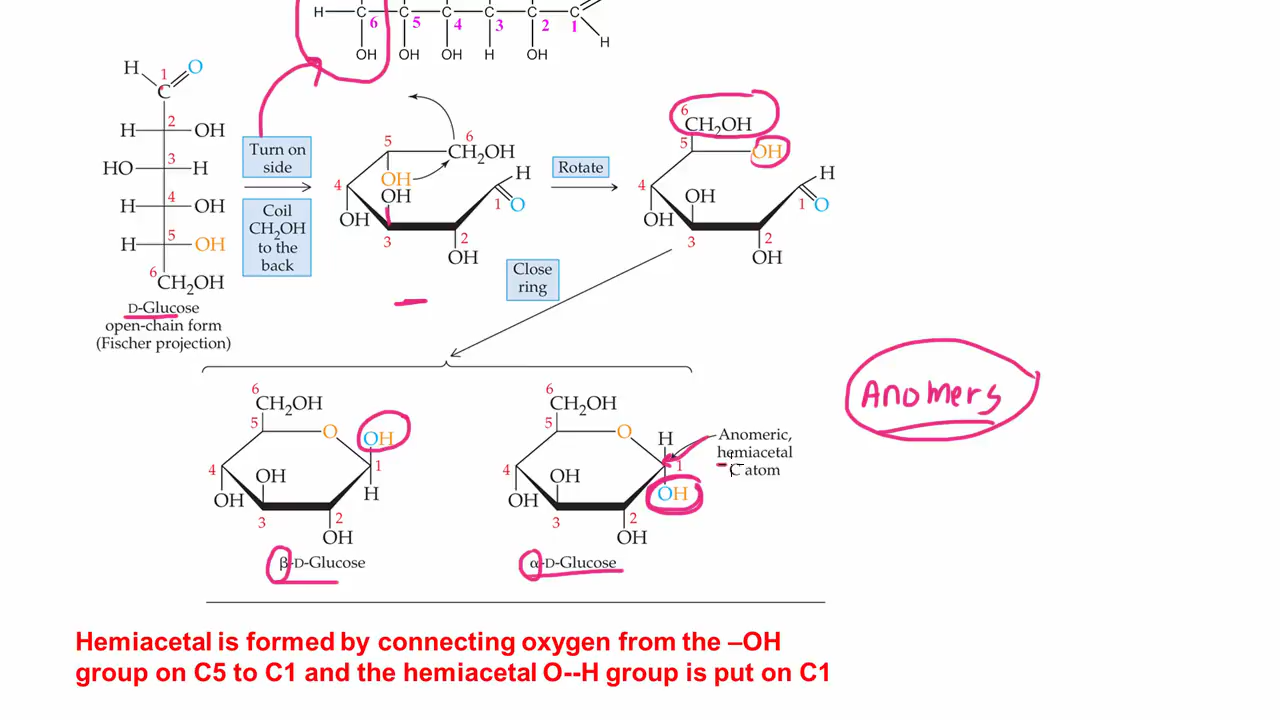 H C C C C C C
6 5 4 3 2 1
OH OH OH H OH H
H O
1
C
2
H OH
3
HO H
4
H OH
5
H OH
6
CH₂OH
D-Glucose
open-chain form
(Fischer projection)
Turn on
side
Coil
CH₂OH
to the
back
5 6
CH₂OH
OH
OH H
4
OH 1 O
3 2
OH
Rotate
6
CH₂OH
5 OH
H
4 OH
OH 1 O
3 2
OH
Close
ring
6
CH₂OH
5 O OH
4 1
OH H
OH
3 2
OH
β-D-Glucose
6
CH₂OH
5 O H
4 1
OH OH
OH
3 2
OH
α-D-Glucose
Anomeric,
hemiacetal
C atom
Anomers
Hemiacetal is formed by connecting oxygen from the –OH
group on C5 to C1 and the hemiacetal O--H group is put on C1